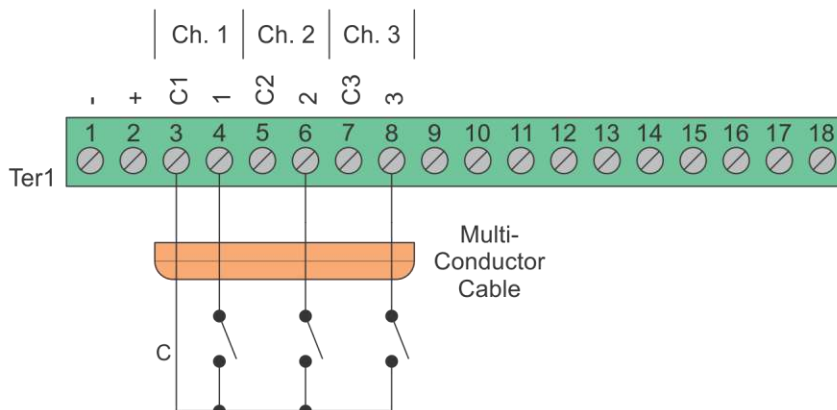 Ch. 1 Ch. 2 Ch. 3
- + C1 1 C2 2 C3 3
1 2 3 4 5 6 7 8 9 10 11 12 13 14 15 16 17 18
Ter1
Multi-
Conductor
Cable
C